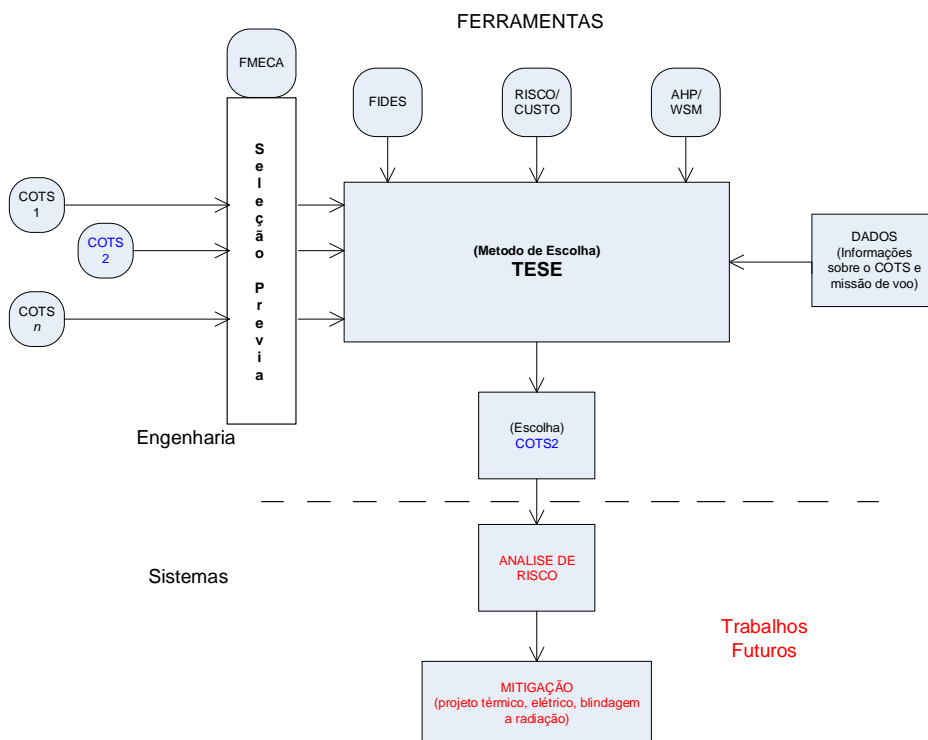 FERRAMENTAS
FMECA
FIDES
RISCO/
CUSTO
AHP/
WSM
Seleção Previa
COTS
1
COTS
2
COTS
n
(Metodo de Escolha)
TESE
DADOS
(Informações
sobre o COTS e
missão de voo)
Engenharia
(Escolha)
COTS2
Sistemas
ANALISE DE
RISCO
Trabalhos
Futuros
MITIGAÇÃO
(projeto térmico, elétrico, blindagem
a radiação)